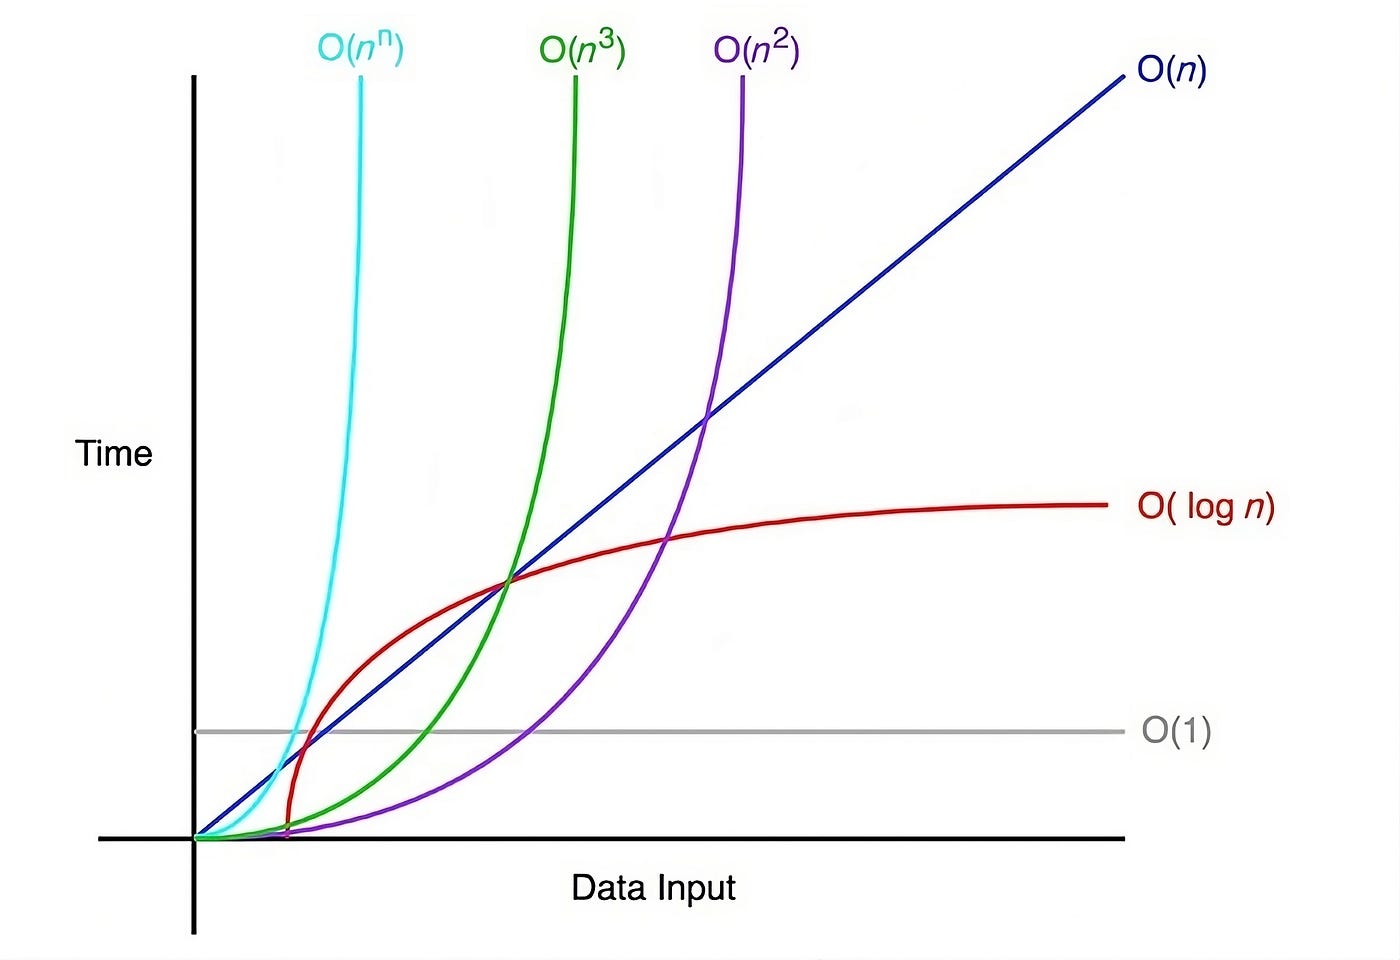 O(nⁿ)
O(n³)
O(n²)
O(n)
Time
O( log n)
O(1)
Data Input